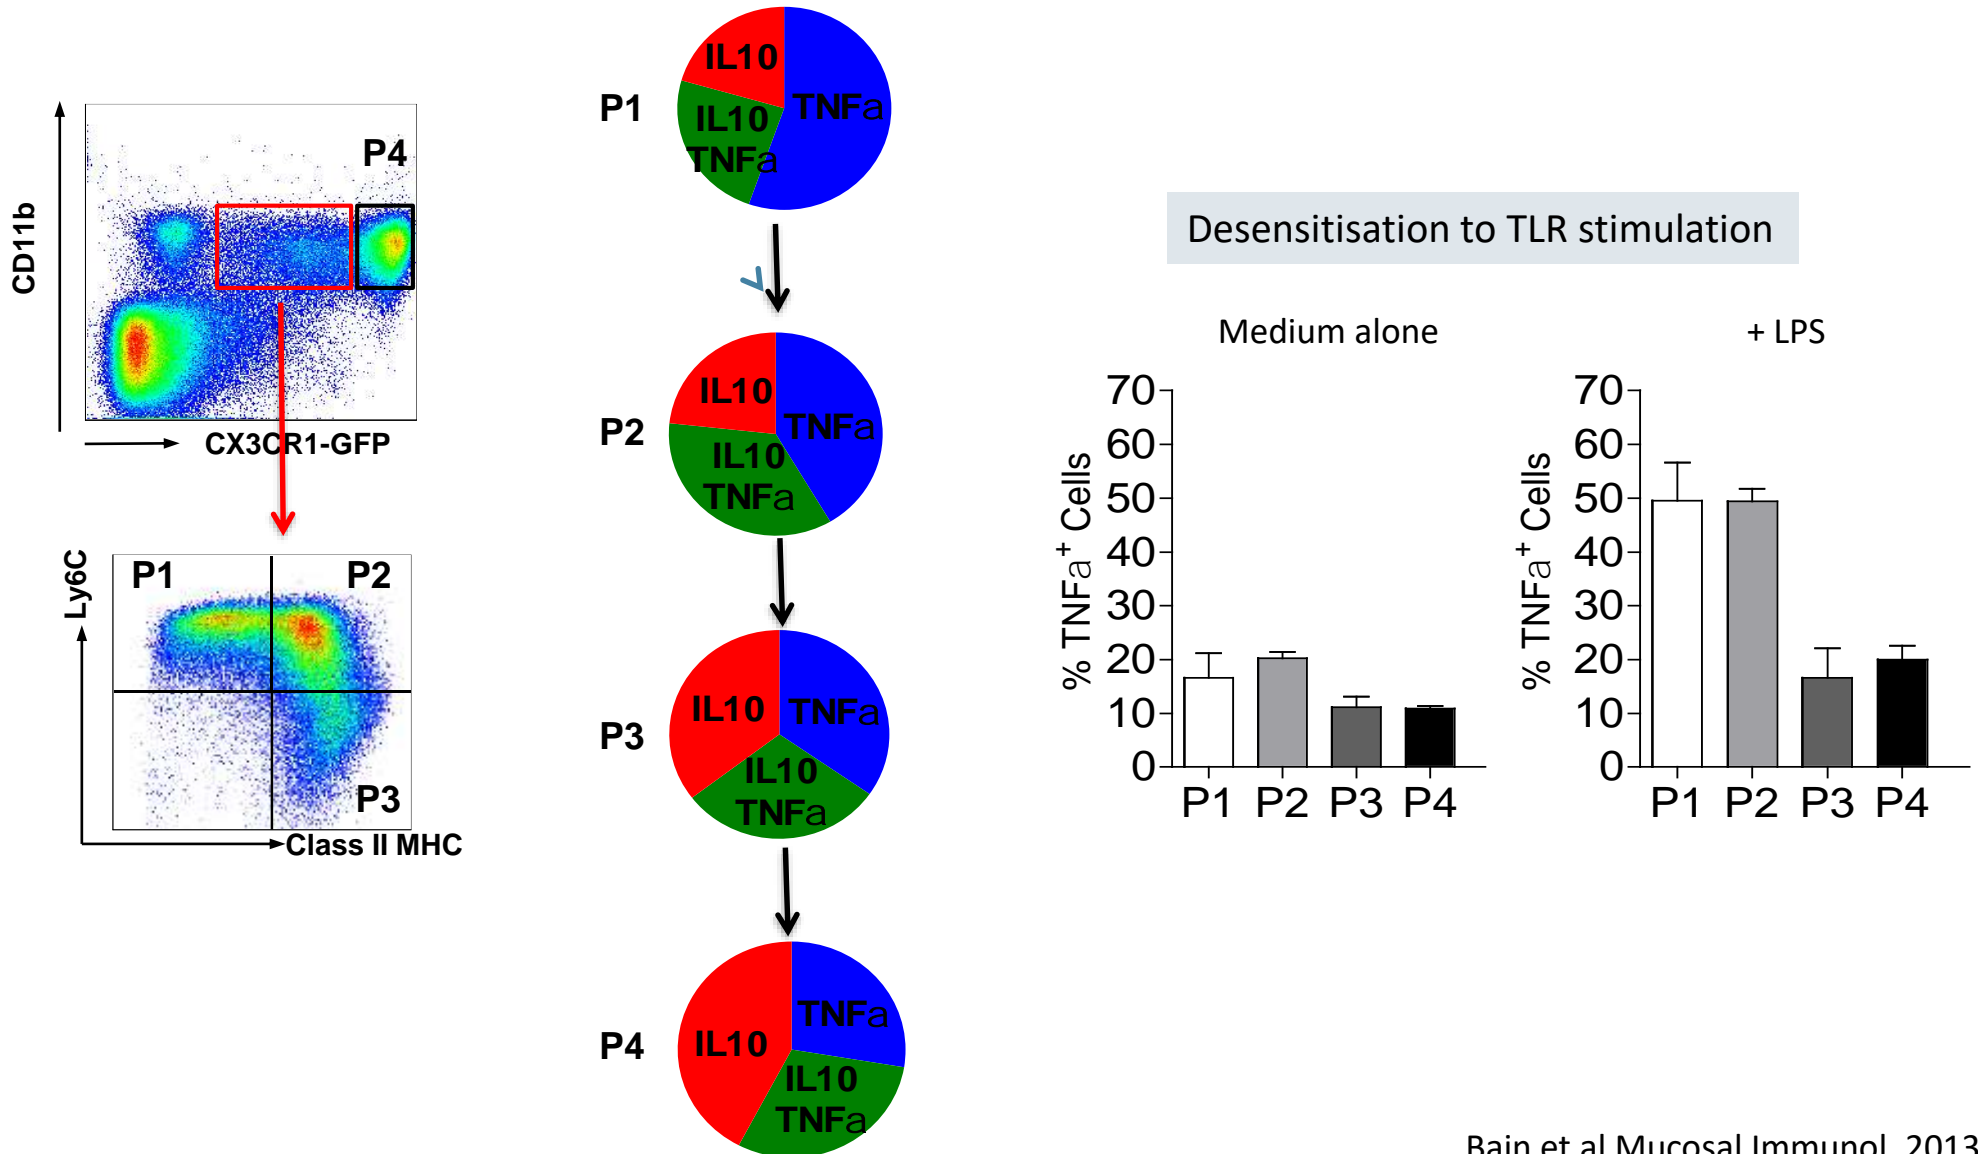 P4
CD11b
CX3CR1-GFP
P1
P2
Ly6C
P3
Class II MHC
P1
IL10
TNFa
IL10
TNFa
P2
IL10
TNFa
IL10
TNFa
P3
IL10
TNFa
IL10
TNFa
P4
IL10
TNFa
IL10
TNFa
Desensitisation to TLR stimulation
Medium alone
% TNFa+ Cells
70
60
50
40
30
20
10
0
P1 P2 P3 P4
+ LPS
% TNFa+ Cells
70
60
50
40
30
20
10
0
P1 P2 P3 P4
Bain et al Mucosal Immunol. 2013